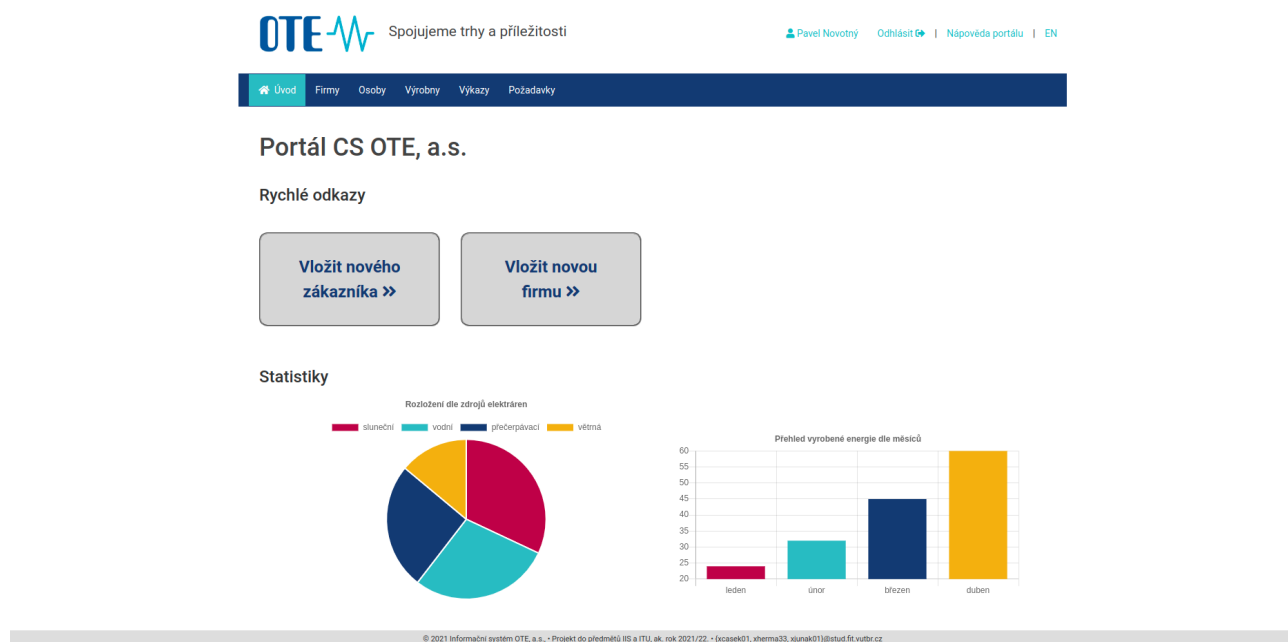 OTE Spojujeme trhy a příležitosti
Pavel Novotný Odhlásit | Nápověda portálu | EN
Úvod Firmy Osoby Výrobny Výkazy Požadavky
Portál CS OTE, a.s.
Rychlé odkazy
Vložit nového
zákazníka »
Vložit novou
firmu »
Statistiky
Rozložení dle zdrojů elektráren
sluneční vodní přečerpávací větrná
Přehled vyrobené energie dle měsíců
60
55
50
45
40
35
30
25
20
leden únor březen duben
© 2021 Informační systém OTE, a.s., • Projekt do předmětů IIS a ITU, ak. rok 2021/22. • {xcasek01, xherma33, xjunak01}@stud.fit.vutbr.cz